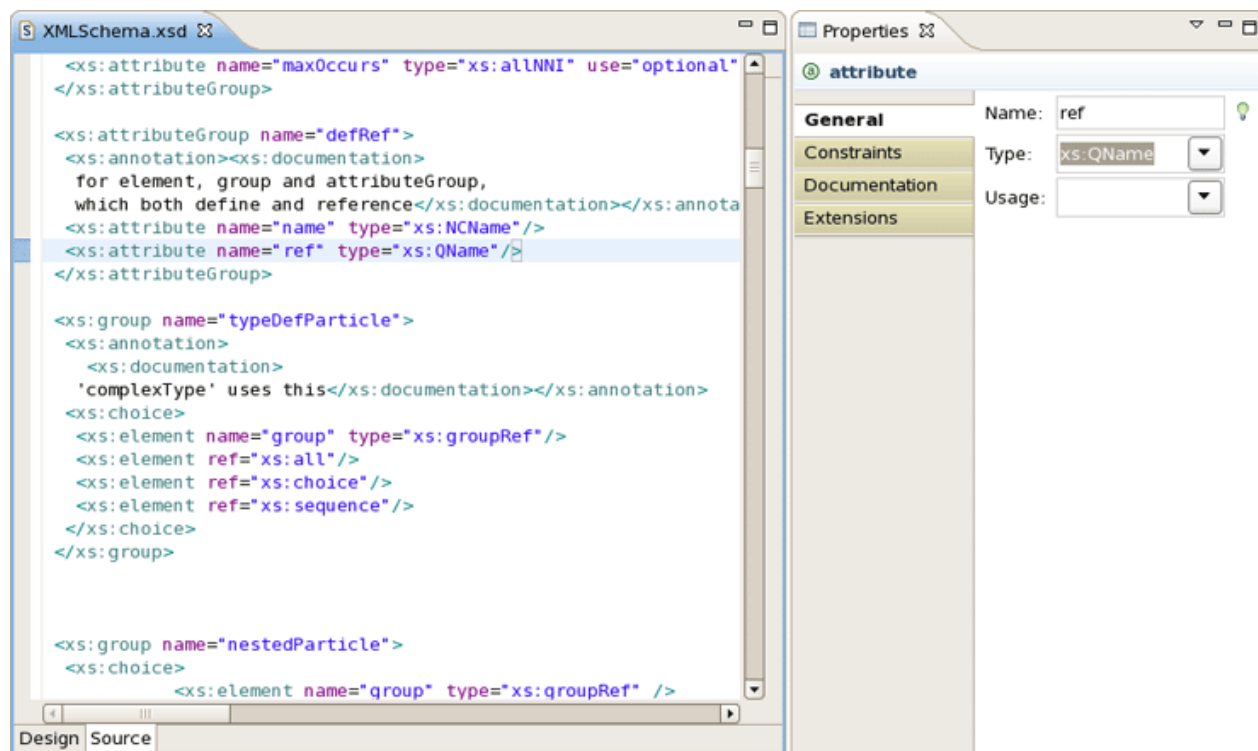 XMLSchema.xsd
<xs:attribute name="maxOccurs" type="xs:allNNI" use="optional"
</xs:attributeGroup>
<xs:attributeGroup name="defRef">
<xs:annotation><xs:documentation>
for element, group and attributeGroup,
which both define and reference</xs:documentation></xs:annota
<xs:attribute name="name" type="xs:NCName"/>
<xs:attribute name="ref" type="xs:QName"/>
</xs:attributeGroup>
<xs:group name="typeDefParticle">
<xs:annotation>
<xs:documentation>
'complexType' uses this</xs:documentation></xs:annotation>
<xs:choice>
<xs:element name="group" type="xs:groupRef"/>
<xs:element ref="xs:all"/>
<xs:element ref="xs:choice"/>
<xs:element ref="xs:sequence"/>
</xs:choice>
</xs:group>
<xs:group name="nestedParticle">
<xs:choice>
<xs:element name="group" type="xs:groupRef" />
Design Source
Properties
attribute
General
Constraints
Documentation
Extensions
Name: ref
Type: xs:QName
Usage: